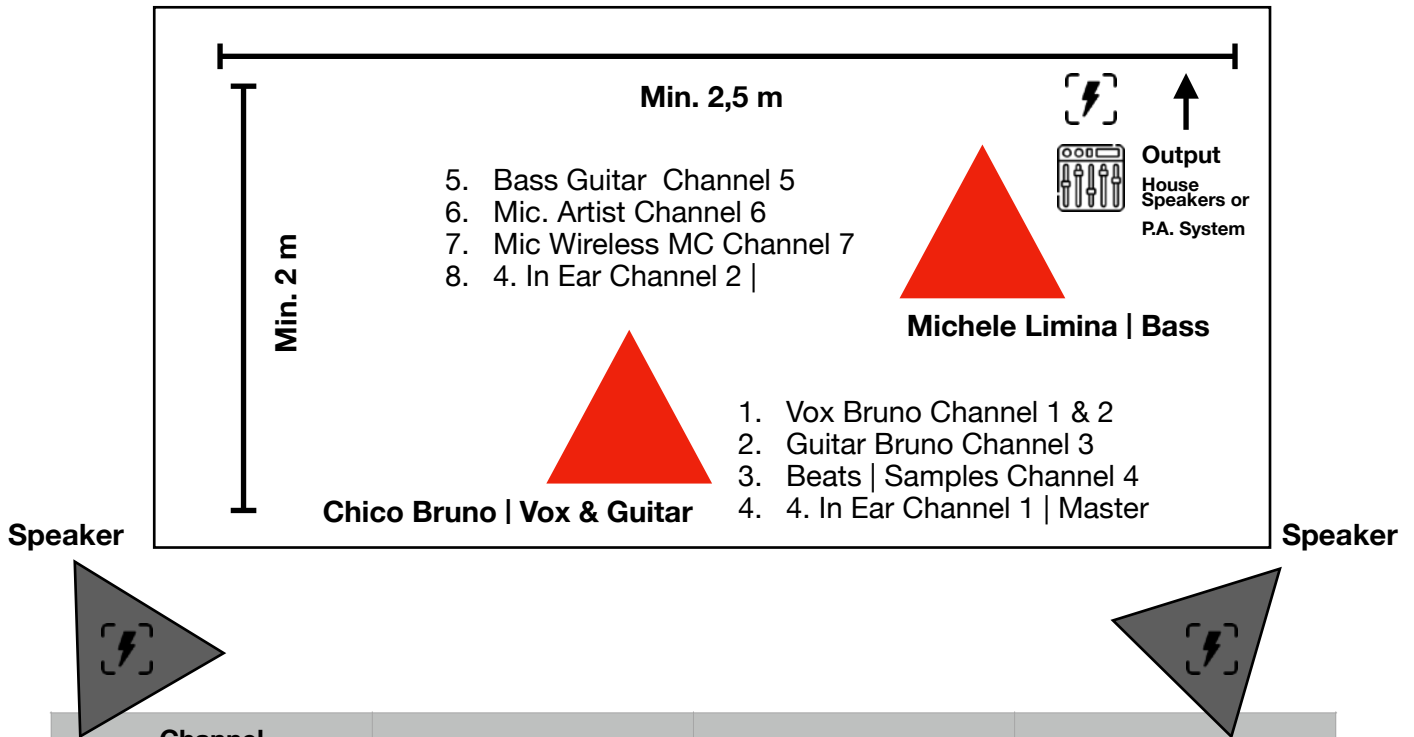 Min. 2,5 m
Min. 2 m
Output
House
Speakers or
P.A. System
5. Bass Guitar  Channel 5
6. Mic. Artist Channel 6
7. Mic Wireless MC Channel 7
8. 4. In Ear Channel 2 |
Michele Limina | Bass
1. Vox Bruno Channel 1 & 2
2. Guitar Bruno Channel 3
3. Beats | Samples Channel 4
4. 4. In Ear Channel 1 | Master
Chico Bruno | Vox & Guitar
Speaker
Speaker
Channel